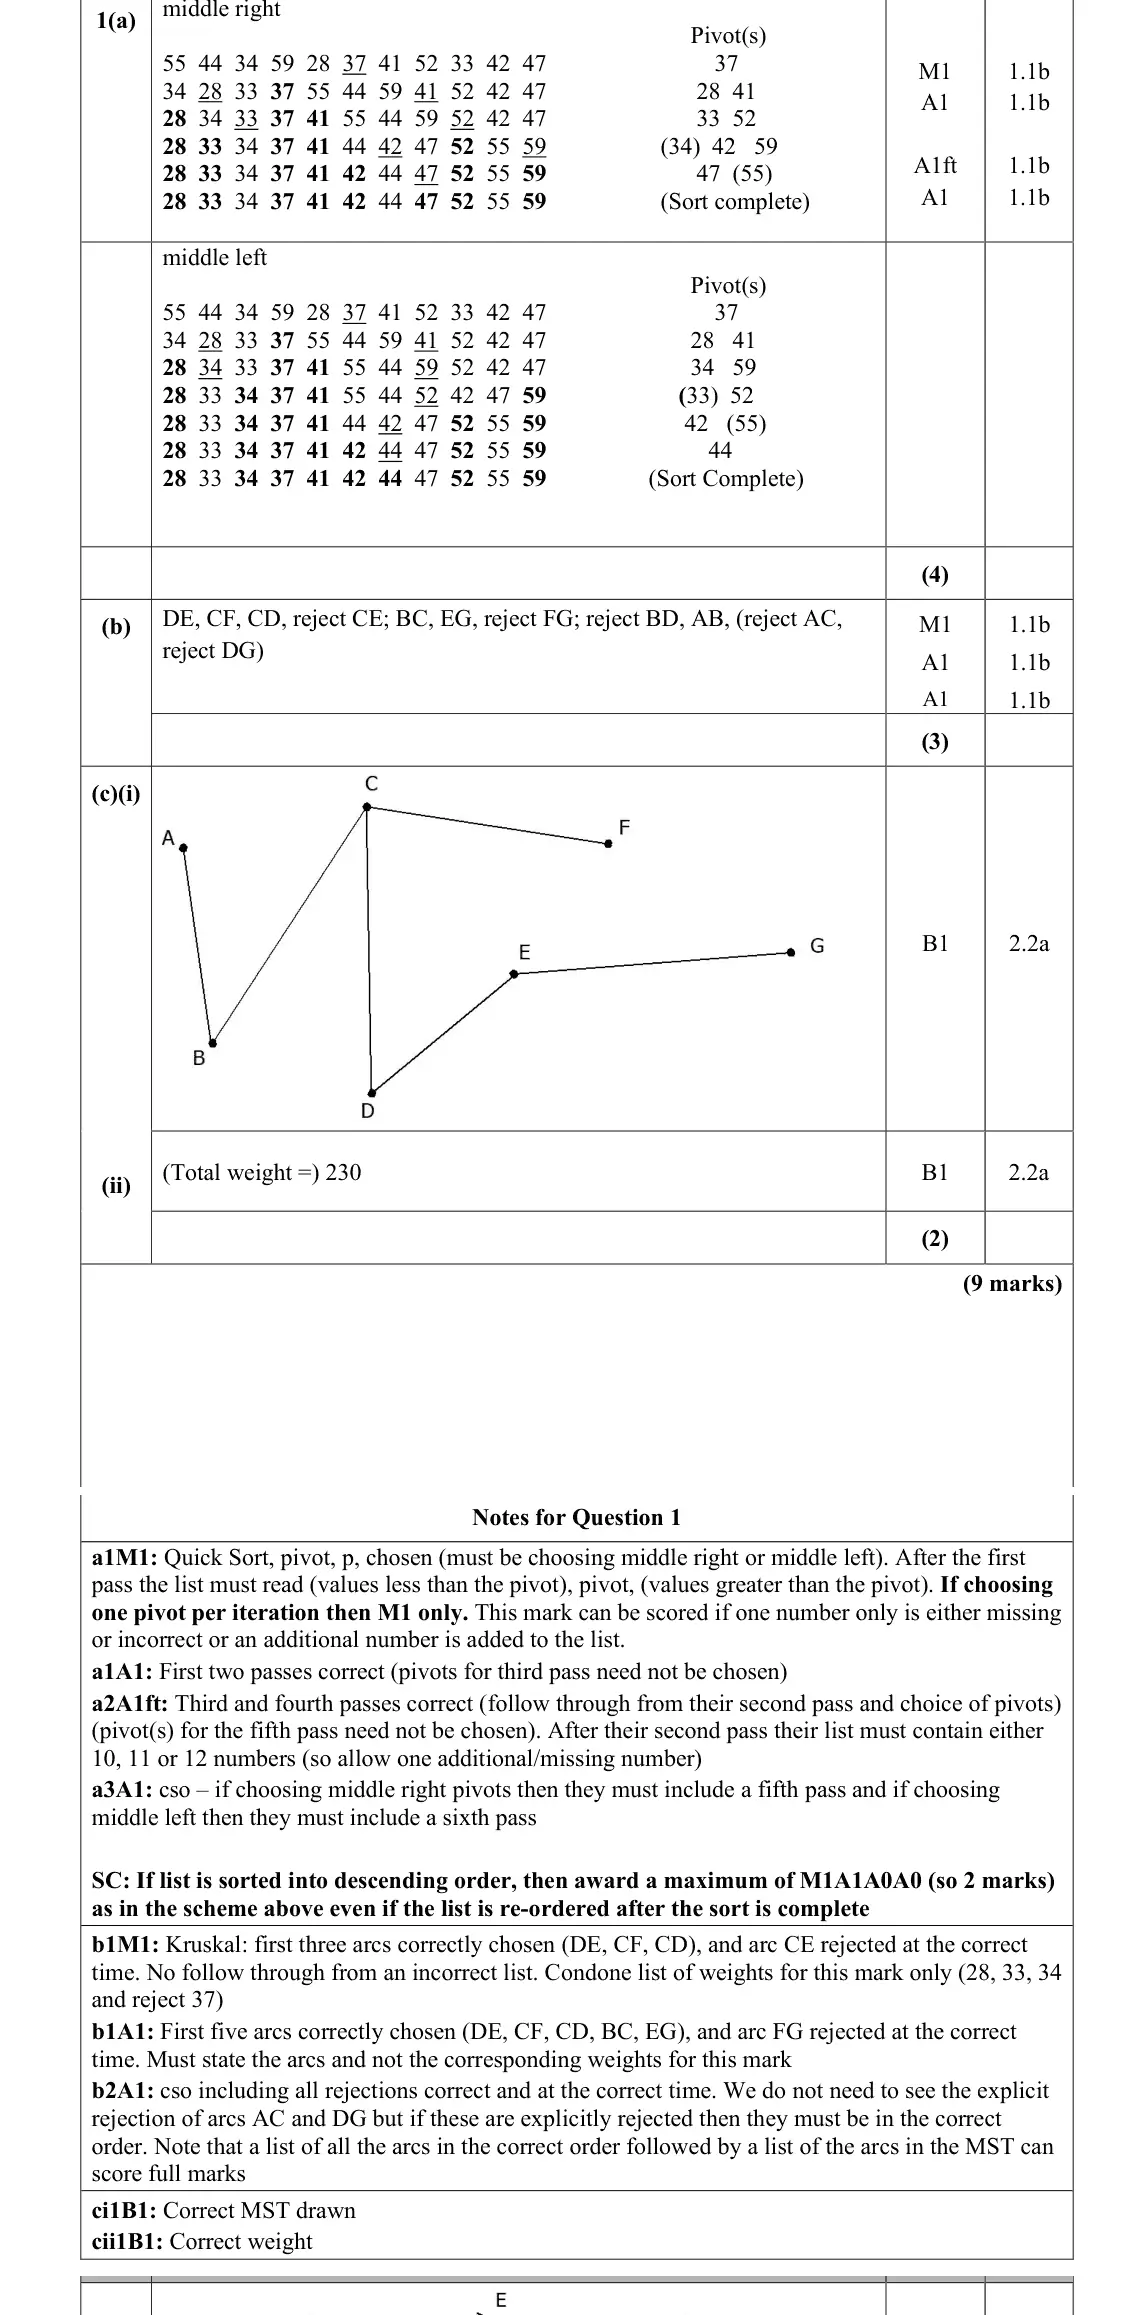 1(a)
middle right
Pivot(s)
55 44 34 59 28 37 41 52 33 42 47 37 M1 1.1b
34 28 33 37 55 44 59 41 52 42 47 28 41 A1 1.1b
28 34 33 37 41 55 44 59 52 42 47 33 52
28 33 34 37 41 44 42 47 52 55 59 (34) 42 59
28 33 34 37 41 42 44 47 52 55 59 47 (55) A1ft 1.1b
28 33 34 37 41 42 44 47 52 55 59 (Sort complete) A1 1.1b
middle left
Pivot(s)
55 44 34 59 28 37 41 52 33 42 47 37
34 28 33 37 55 44 59 41 52 42 47 28 41
28 34 33 37 41 55 44 59 52 42 47 34 59
28 33 34 37 41 55 44 52 42 47 59 (33) 52
28 33 34 37 41 44 42 47 52 55 59 42 (55)
28 33 34 37 41 42 44 47 52 55 59 44
28 33 34 37 41 42 44 47 52 55 59 (Sort Complete)
(4)
(b) DE, CF, CD, reject CE; BC, EG, reject FG; reject BD, AB, (reject AC, M1 1.1b
reject DG) A1 1.1b
A1 1.1b
(3)
(c)(i)
C
F
A
E
G
B1 2.2a
B
D
(ii) (Total weight =) 230 B1 2.2a
(2)
(9 marks)
Notes for Question 1
a1M1: Quick Sort, pivot, p, chosen (must be choosing middle right or middle left). After the first
pass the list must read (values less than the pivot), pivot, (values greater than the pivot). If choosing
one pivot per iteration then M1 only. This mark can be scored if one number only is either missing
or incorrect or an additional number is added to the list.
a1A1: First two passes correct (pivots for third pass need not be chosen)
a2A1ft: Third and fourth passes correct (follow through from their second pass and choice of pivots)
(pivot(s) for the fifth pass need not be chosen). After their second pass their list must contain either
10, 11 or 12 numbers (so allow one additional/missing number)
a3A1: cso – if choosing middle right pivots then they must include a fifth pass and if choosing
middle left then they must include a sixth pass
SC: If list is sorted into descending order, then award a maximum of M1A1A0A0 (so 2 marks)
as in the scheme above even if the list is re-ordered after the sort is complete
b1M1: Kruskal: first three arcs correctly chosen (DE, CF, CD), and arc CE rejected at the correct
time. No follow through from an incorrect list. Condone list of weights for this mark only (28, 33, 34
and reject 37)
b1A1: First five arcs correctly chosen (DE, CF, CD, BC, EG), and arc FG rejected at the correct
time. Must state the arcs and not the corresponding weights for this mark
b2A1: cso including all rejections correct and at the correct time. We do not need to see the explicit
rejection of arcs AC and DG but if these are explicitly rejected then they must be in the correct
order. Note that a list of all the arcs in the correct order followed by a list of the arcs in the MST can
score full marks
ci1B1: Correct MST drawn
cii1B1: Correct weight
E